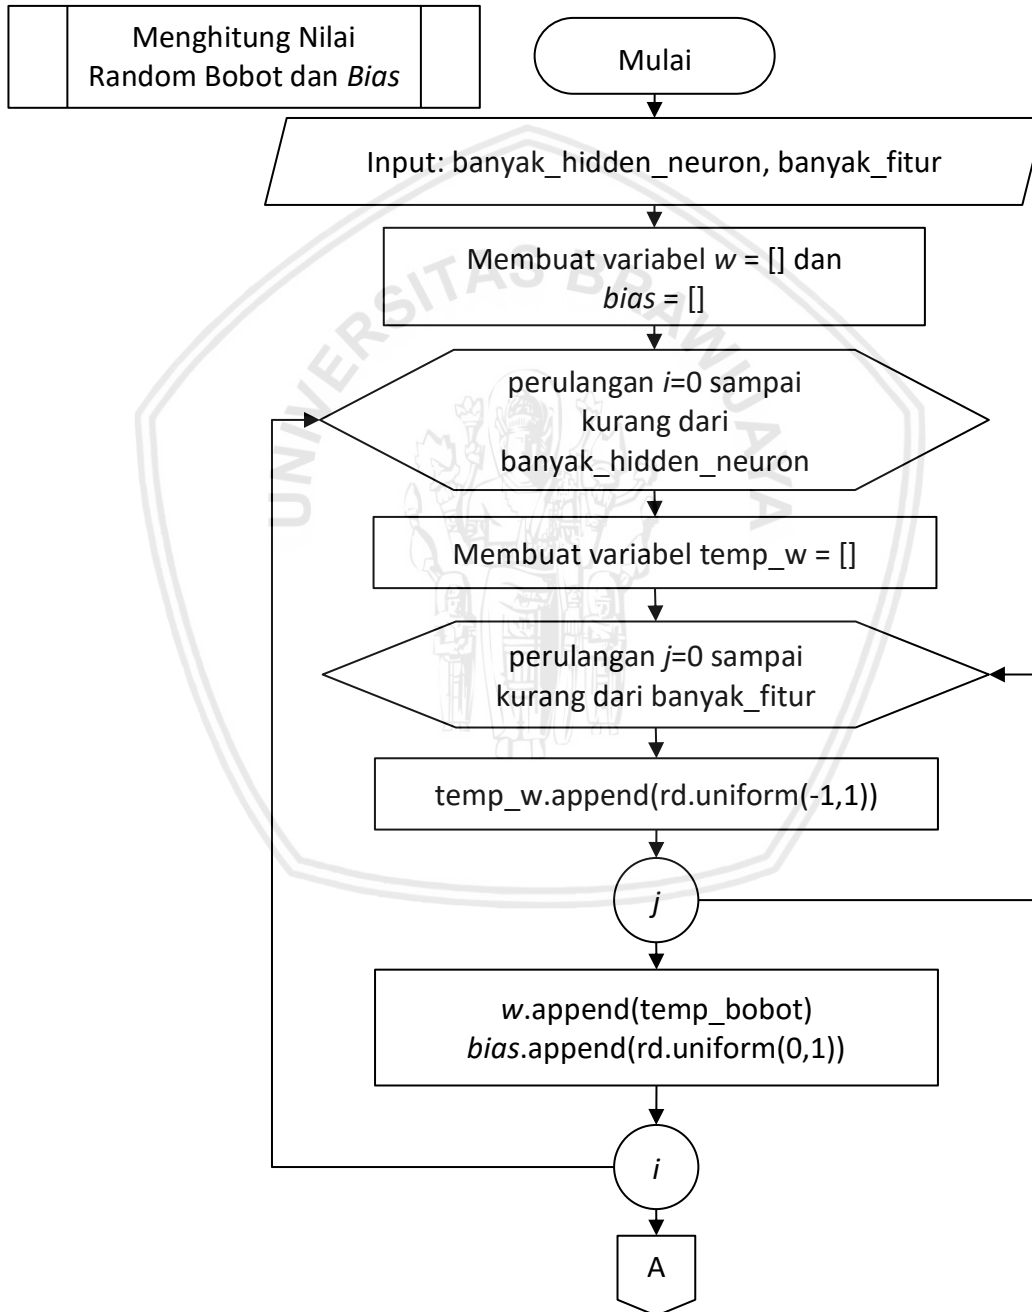 Menghitung Nilai
Random Bobot dan Bias
Mulai
Input: banyak_hidden_neuron, banyak_fitur
Membuat variabel w = [] dan
bias = []
UNIVERSITAS BRAWIJAYA
perulangan i=0 sampai
kurang dari
banyak_hidden_neuron
Membuat variabel temp_w = []
perulangan j=0 sampai
kurang dari banyak_fitur
temp_w.append(rd.uniform(-1,1))
j
w.append(temp_bobot)
bias.append(rd.uniform(0,1))
i
A